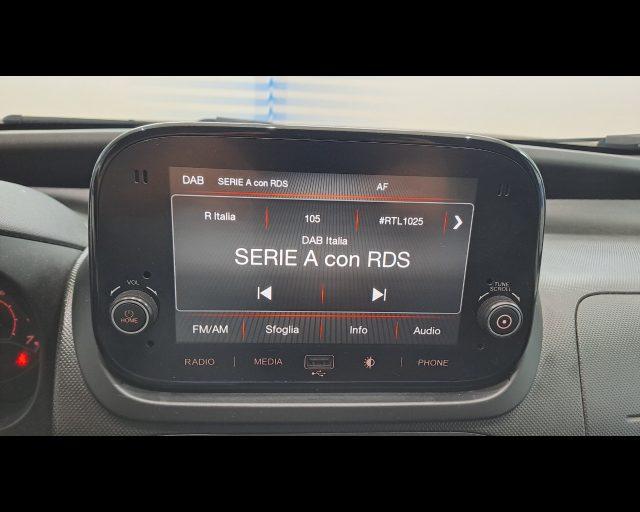 DAB SERIE A con RDS AF
R Italia 105 #RTL1025
DAB Italia
SERIE A con RDS
FM/AM Sfoglia Info Audio
VOL
HOME
TUNE
SCROLL
RADIO MEDIA PHONE